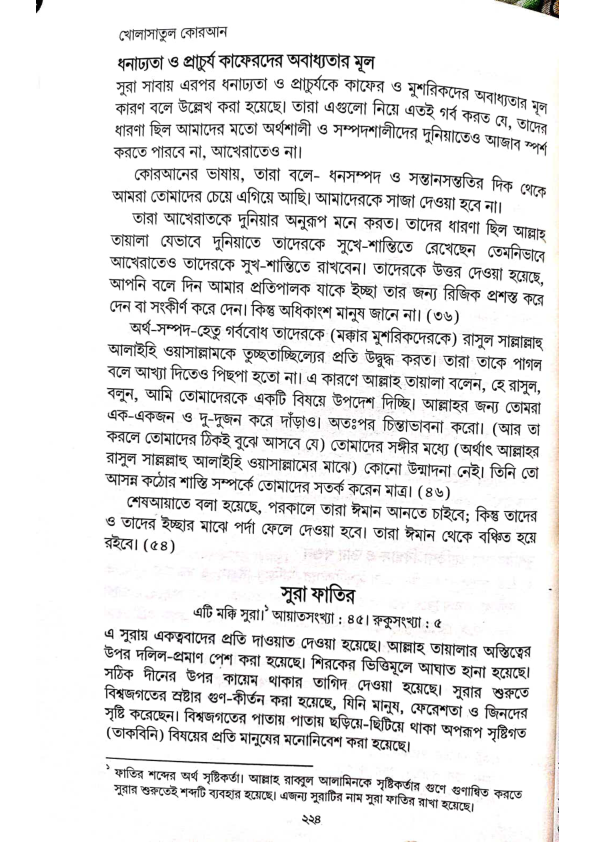 খোলাসাতুল কোরআন
ধনাঢ্যতা ও প্রাচুর্য কাফেরদের অবাধ্যতার মূল
সুরা সাবায় এরপর ধনাঢ্যতা ও প্রাচুর্যকে কাফের ও মুশরিকদের অবাধ্যতার মূল
কারণ বলে উল্লেখ করা হয়েছে। তারা এগুলো নিয়ে এতই গর্ব করত যে, তাদের
ধারণা ছিল আমাদের মতো অর্থশালী ও সম্পদশালীদের দুনিয়াতেও আজাব স্পর্শ
করতে পারবে না, আখেরাতেও না।
কোরআনের ভাষায়, তারা বলে- ধনসম্পদ ও সন্তানসন্ততির দিক থেকে
আমরা তোমাদের চেয়ে এগিয়ে আছি। আমাদেরকে সাজা দেওয়া হবে না।
তারা আখেরাতকে দুনিয়ার অনুরূপ মনে করত। তাদের ধারণা ছিল আল্লাহ
তায়ালা যেভাবে দুনিয়াতে তাদেরকে সুখে-শান্তিতে রেখেছেন তেমনিভাবে
আখেরাতেও তাদেরকে সুখ-শান্তিতে রাখবেন। তাদেরকে উত্তর দেওয়া হয়েছে,
আপনি বলে দিন আমার প্রতিপালক যাকে ইচ্ছা তার জন্য রিজিক প্রশস্ত করে
দেন বা সংকীর্ণ করে দেন। কিন্তু অধিকাংশ মানুষ জানে না। (৩৬)
অর্থ-সম্পদ-হেতু গর্ববোধ তাদেরকে (মক্কার মুশরিকদেরকে) রাসুল সাল্লাল্লাহু
আলাইহি ওয়াসাল্লামকে তুচ্ছতাচ্ছিল্যের প্রতি উদ্বুদ্ধ করত। তারা তাকে পাগল
বলে আখ্যা দিতেও পিছপা হতো না। এ কারণে আল্লাহ তায়ালা বলেন, হে রাসুল,
বলুন, আমি তোমাদেরকে একটি বিষয়ে উপদেশ দিচ্ছি। আল্লাহর জন্য তোমরা
এক-একজন ও দু-দুজন করে দাঁড়াও। অতঃপর চিন্তাভাবনা করো। (আর তা
করলে তোমাদের ঠিকই বুঝে আসবে যে) তোমাদের সঙ্গীর মধ্যে (অর্থাৎ আল্লাহর
রাসুল সাল্লল্লাহু আলাইহি ওয়াসাল্লামের মাঝে) কোনো উন্মাদনা নেই। তিনি তো
আসন্ন কঠোর শাস্তি সম্পর্কে তোমাদের সতর্ক করেন মাত্র। (৪৬)
শেষআয়াতে বলা হয়েছে, পরকালে তারা ঈমান আনতে চাইবে; কিন্তু তাদের
ও তাদের ইচ্ছার মাঝে পর্দা ফেলে দেওয়া হবে। তারা ঈমান থেকে বঞ্চিত হয়ে
রইবে। (৫৪)
সুরা ফাতির
এটি মক্কি সুরা।১ আয়াতসংখ্যা : ৪৫। রুকুসংখ্যা : ৫
এ সুরায় একত্ববাদের প্রতি দাওয়াত দেওয়া হয়েছে। আল্লাহ তায়ালার অস্তিত্বের
উপর দলিল-প্রমাণ পেশ করা হয়েছে। শিরকের ভিত্তিমূলে আঘাত হানা হয়েছে।
সঠিক দীনের উপর কায়েম থাকার তাগিদ দেওয়া হয়েছে। সুরার শুরুতে
বিশ্বজগতের স্রষ্টার গুণ-কীর্তন করা হয়েছে, যিনি মানুষ, ফেরেশতা ও জিনদের
সৃষ্টি করেছেন। বিশ্বজগতের পাতায় পাতায় ছড়িয়ে-ছিটিয়ে থাকা অপরূপ সৃষ্টিগত
(তাকবিনি) বিষয়ের প্রতি মানুষের মনোনিবেশ করা হয়েছে।
১ ফাতির শব্দের অর্থ সৃষ্টিকর্তা। আল্লাহ রাব্বুল আলামিনকে সৃষ্টিকর্তার গুণে গুণান্বিত করতে
সুরার শুরুতেই শব্দটি ব্যবহার হয়েছে। এজন্য সুরাটির নাম সুরা ফাতির রাখা হয়েছে।
২২৪